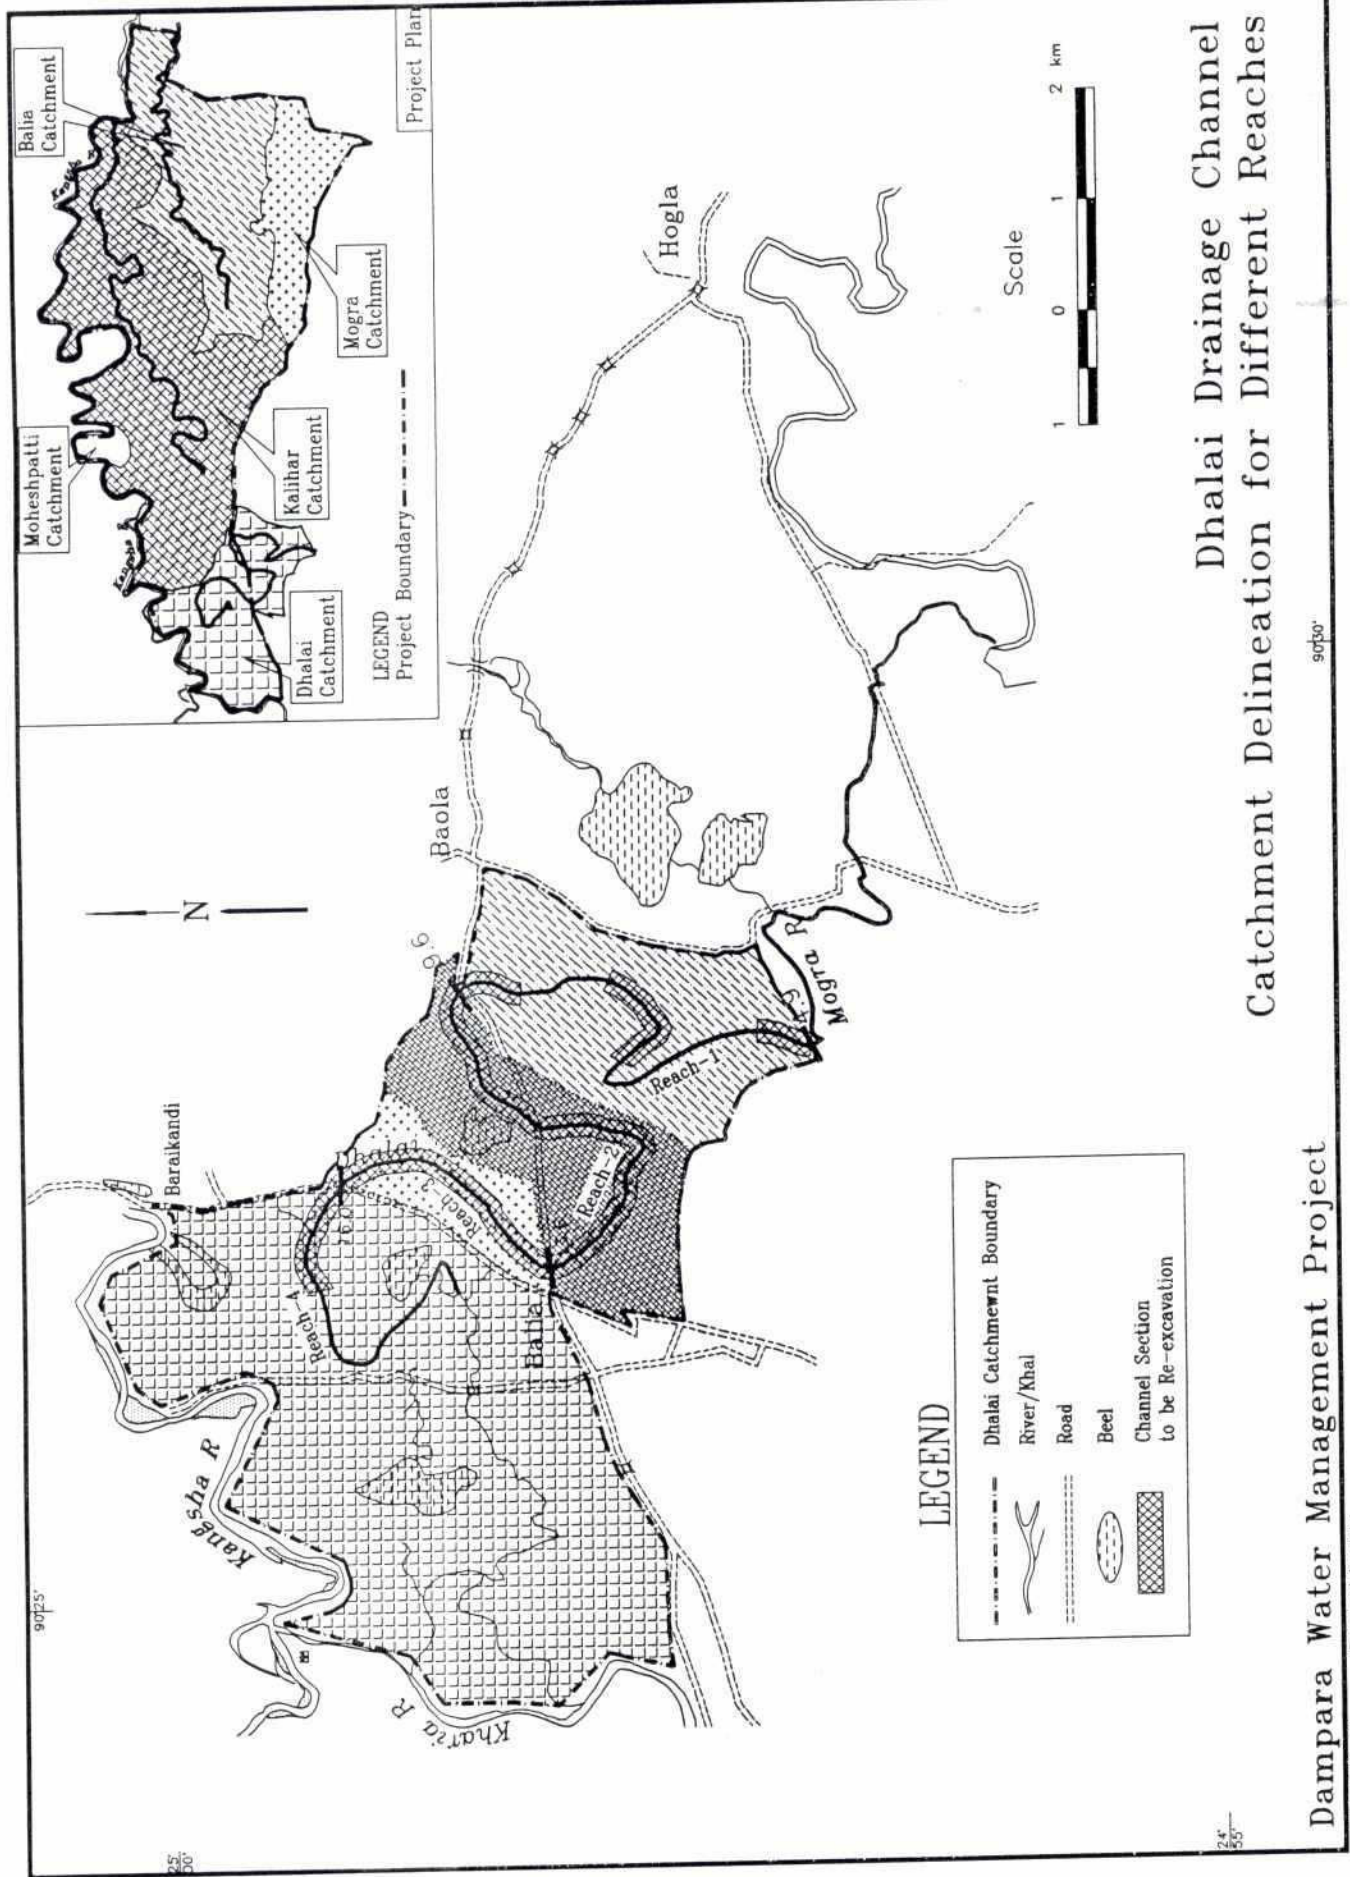 Moheshpatti
Catchment
Balia
Catchment
Kangsha R
Dhalai
Catchment
Kalihar
Catchment
Mogra
Catchment
LEGEND
Project Boundary
Project Plan
90°25'
25°
00'
N
Baraikandi
Baola
Hogla
Kangsha R
Kharia R
Dhalai
Reach-4
Reach 3
Reach-2
Reach-1
Balia
9.6
Mogra R
LEGEND
Dhalai Catchmewnt Boundary
River/Khal
Road
Beel
Channel Section
to be Re-excavation
Scale
1 0 1 2 km
Dhalai Drainage Channel
Catchment Delineation for Different Reaches
24°
55'
90°30'
Dampara Water Management Project